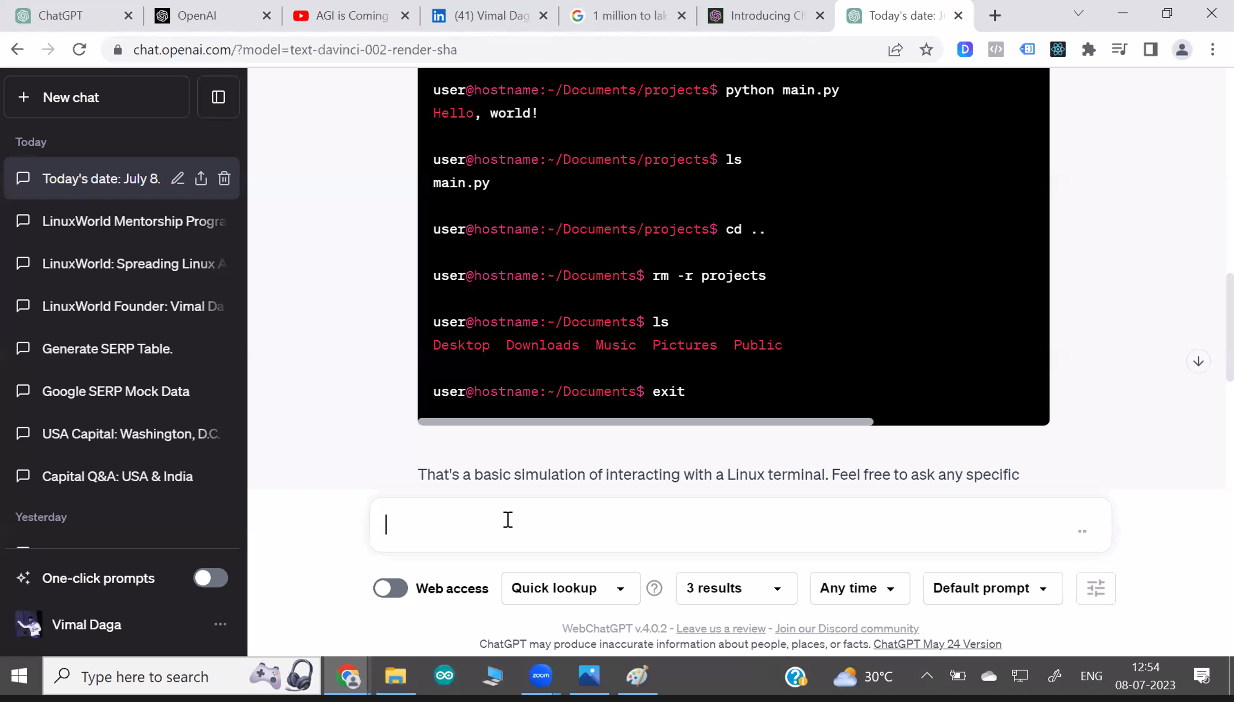 ChatGPT
OpenAI
AGI is Coming
(41) Vimal Dag
1 million to lak
Introducing Ch
Today's date: J
chat.openai.com/?model=text-davinci-002-render-sha
New chat
Today
Today's date: July 8.
LinuxWorld Mentorship Progra
LinuxWorld: Spreading Linux A
LinuxWorld Founder: Vimal Da
Generate SERP Table.
Google SERP Mock Data
USA Capital: Washington, D.C.
Capital Q&A: USA & India
Yesterday
One-click prompts
Vimal Daga
user@hostname:~/Documents/projects$ python main.py
Hello, world!
user@hostname:~/Documents/projects$ ls
main.py
user@hostname:~/Documents/projects$ cd ..
user@hostname:~/Documents$ rm -r projects
user@hostname:~/Documents$ ls
Desktop Downloads Music Pictures Public
user@hostname:~/Documents$ exit
That's a basic simulation of interacting with a Linux terminal. Feel free to ask any specific
Web access Quick lookup 3 results Any time Default prompt
WebChatGPT v.4.0.2 - Leave us a review - Join our Discord community
ChatGPT may produce inaccurate information about people, places, or facts. ChatGPT May 24 Version
Type here to search
zoom
30°C
ENG
12:54
08-07-2023